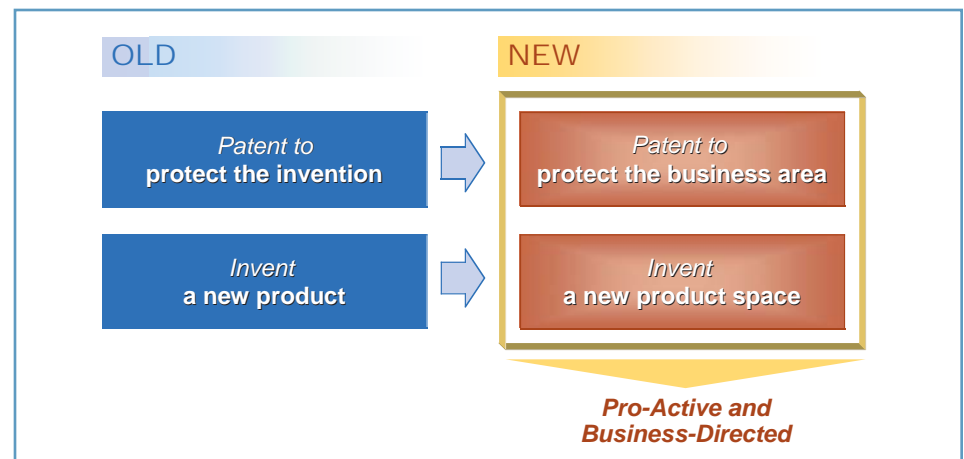 OLD
NEW
Patent to
protect the invention
Patent to
protect the business area
Invent
a new product
Invent
a new product space
Pro-Active and
Business-Directed